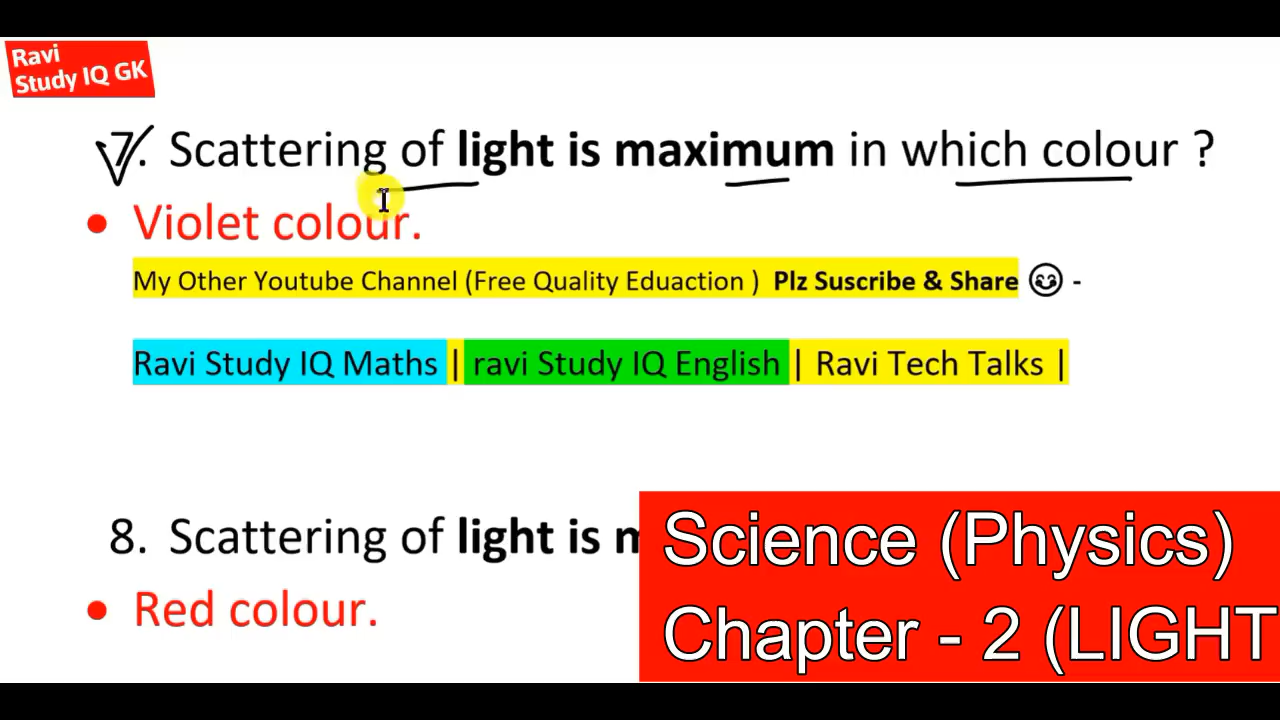 Ravi
Study IQ GK
7. Scattering of light is maximum in which colour ?
• Violet colour.
My Other Youtube Channel (Free Quality Eduaction ) Plz Suscribe & Share 😊 -
Ravi Study IQ Maths | ravi Study IQ English | Ravi Tech Talks |
8. Scattering of light is m
• Red colour.
Science (Physics)
Chapter - 2 (LIGHT